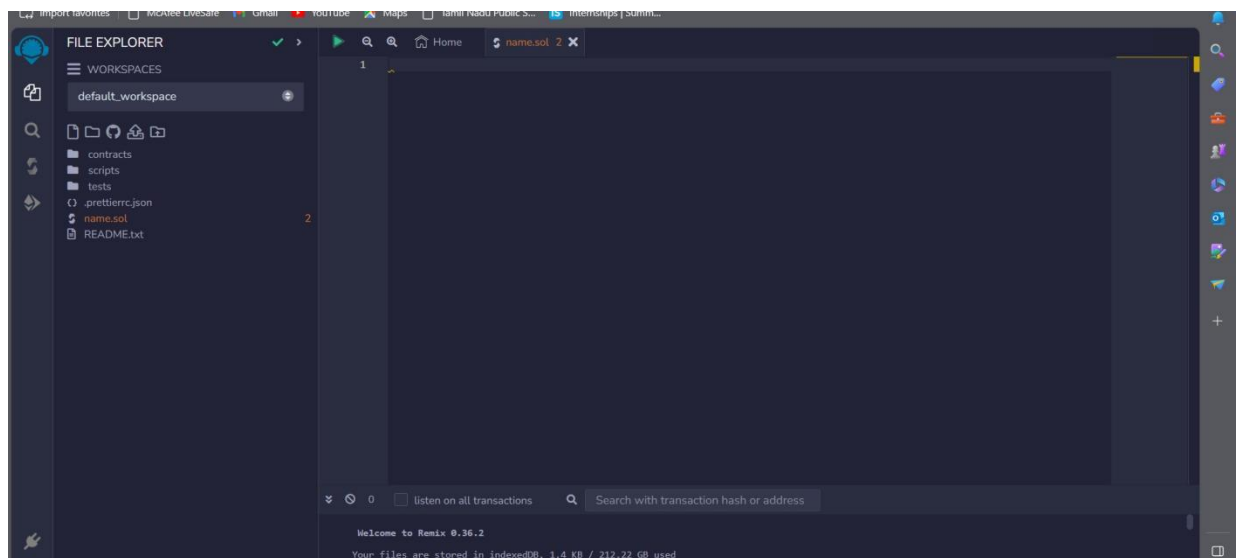 Import favorites McAfee LiveSafe Gmail YouTube Maps Tamil Nadu Public S... IS Internships | Summ...
FILE EXPLORER
WORKSPACES
default_workspace
contracts
scripts
tests
{} .prettierrc.json
name.sol 2
README.txt
Home name.sol 2
1
0 listen on all transactions Search with transaction hash or address
Welcome to Remix 0.36.2
Your files are stored in indexedDB, 1.4 KB / 212.22 GB used